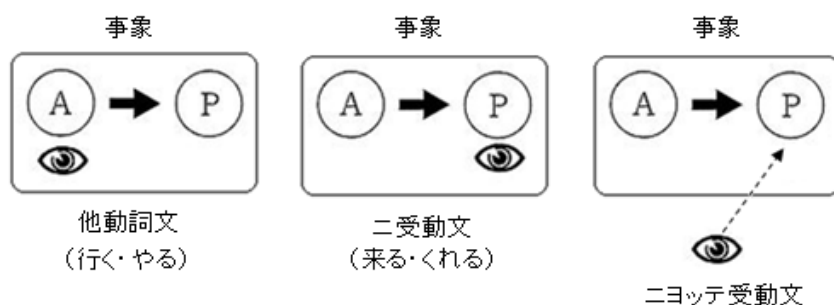 事象
A → P
他動詞文
（行く・やる）
事象
A → P
ニ受動文
（来る・くれる）
事象
A → P
ニヨッテ受動文